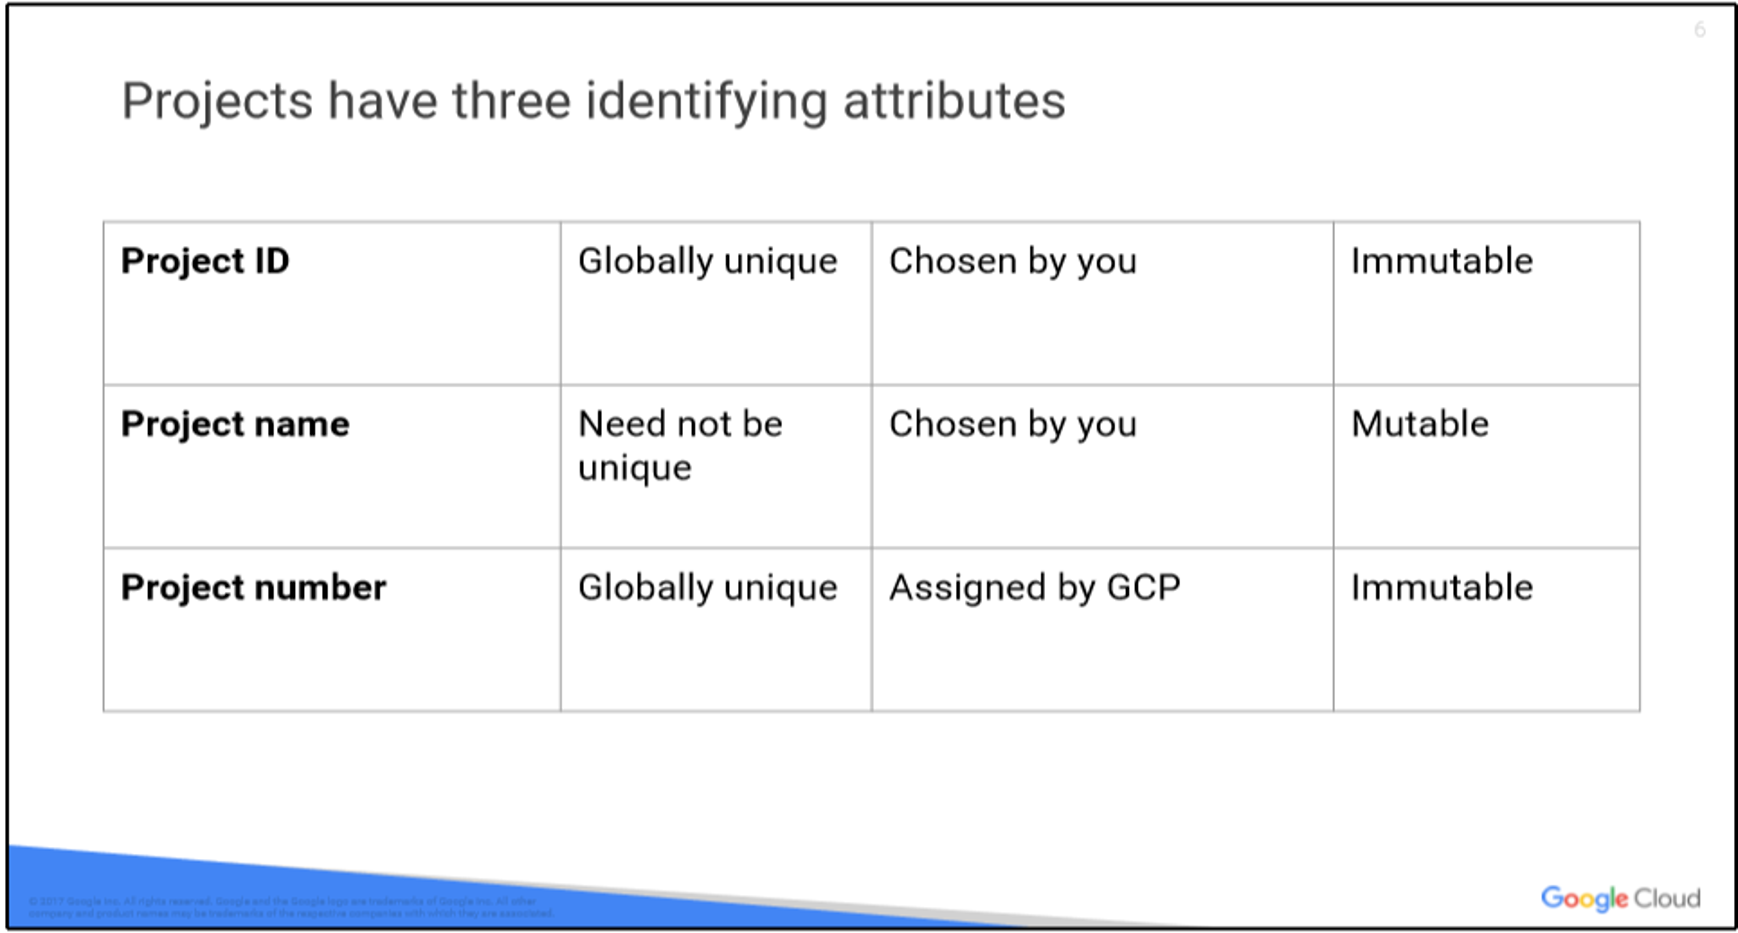 6
Projects have three identifying attributes
Project ID
Globally unique
Chosen by you
Immutable
Project name
Need not be
unique
Chosen by you
Mutable
Project number
Globally unique
Assigned by GCP
Immutable
© 2017 Google Inc. All rights reserved. Google and the Google logo are trademarks of Google Inc. All other
company and product names may be trademarks of the respective companies with which they are associated.
Google Cloud